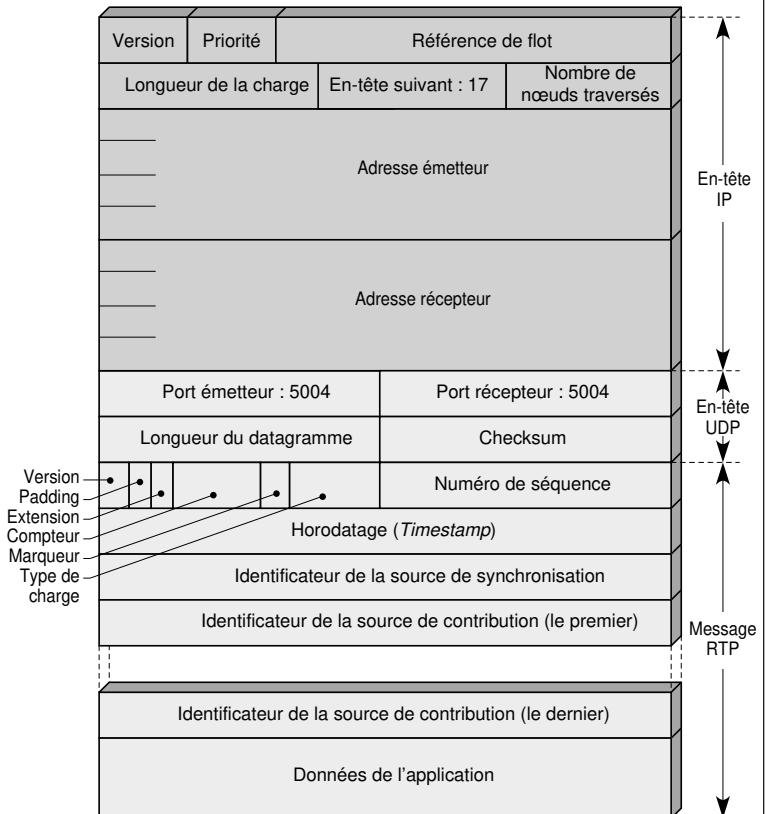 Version
Priorité
Référence de flot
Longueur de la charge
En-tête suivant : 17
Nombre de
nœuds traversés
Adresse émetteur
En-tête
IP
Adresse récepteur
Port émetteur : 5004
Port récepteur : 5004
En-tête
UDP
Longueur du datagramme
Checksum
Version
Padding
Extension
Compteur
Marqueur
Type de
charge
Numéro de séquence
Horodatage (Timestamp)
Identificateur de la source de synchronisation
Identificateur de la source de contribution (le premier)
Message
RTP
Identificateur de la source de contribution (le dernier)
Données de l'application